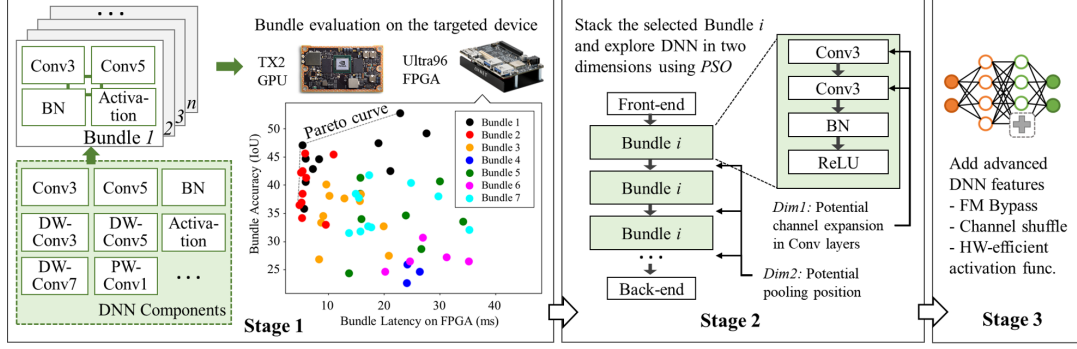 Conv3
Conv5
BN
Activa-
tion
Bundle 1
2
3
n
Conv3
Conv5
BN
DW-
Conv3
DW-
Conv5
Activa-
tion
DW-
Conv7
PW-
Conv1
...
DNN Components
Bundle evaluation on the targeted device
TX2
GPU
Ultra96
FPGA
Pareto curve
Bundle 1
Bundle 2
Bundle 3
Bundle 4
Bundle 5
Bundle 6
Bundle 7
Bundle Accuracy (IoU)
50
45
40
35
30
25
0
10
20
30
40
Bundle Latency on FPGA (ms)
Stage 1
Stack the selected Bundle i
and explore DNN in two
dimensions using PSO
Front-end
Bundle i
Bundle i
Bundle i
...
Back-end
Conv3
Conv3
BN
ReLU
Dim1: Potential
channel expansion
in Conv layers
Dim2: Potential
pooling position
Stage 2
Add advanced
DNN features
- FM Bypass
- Channel shuffle
- HW-efficient
activation func.
Stage 3